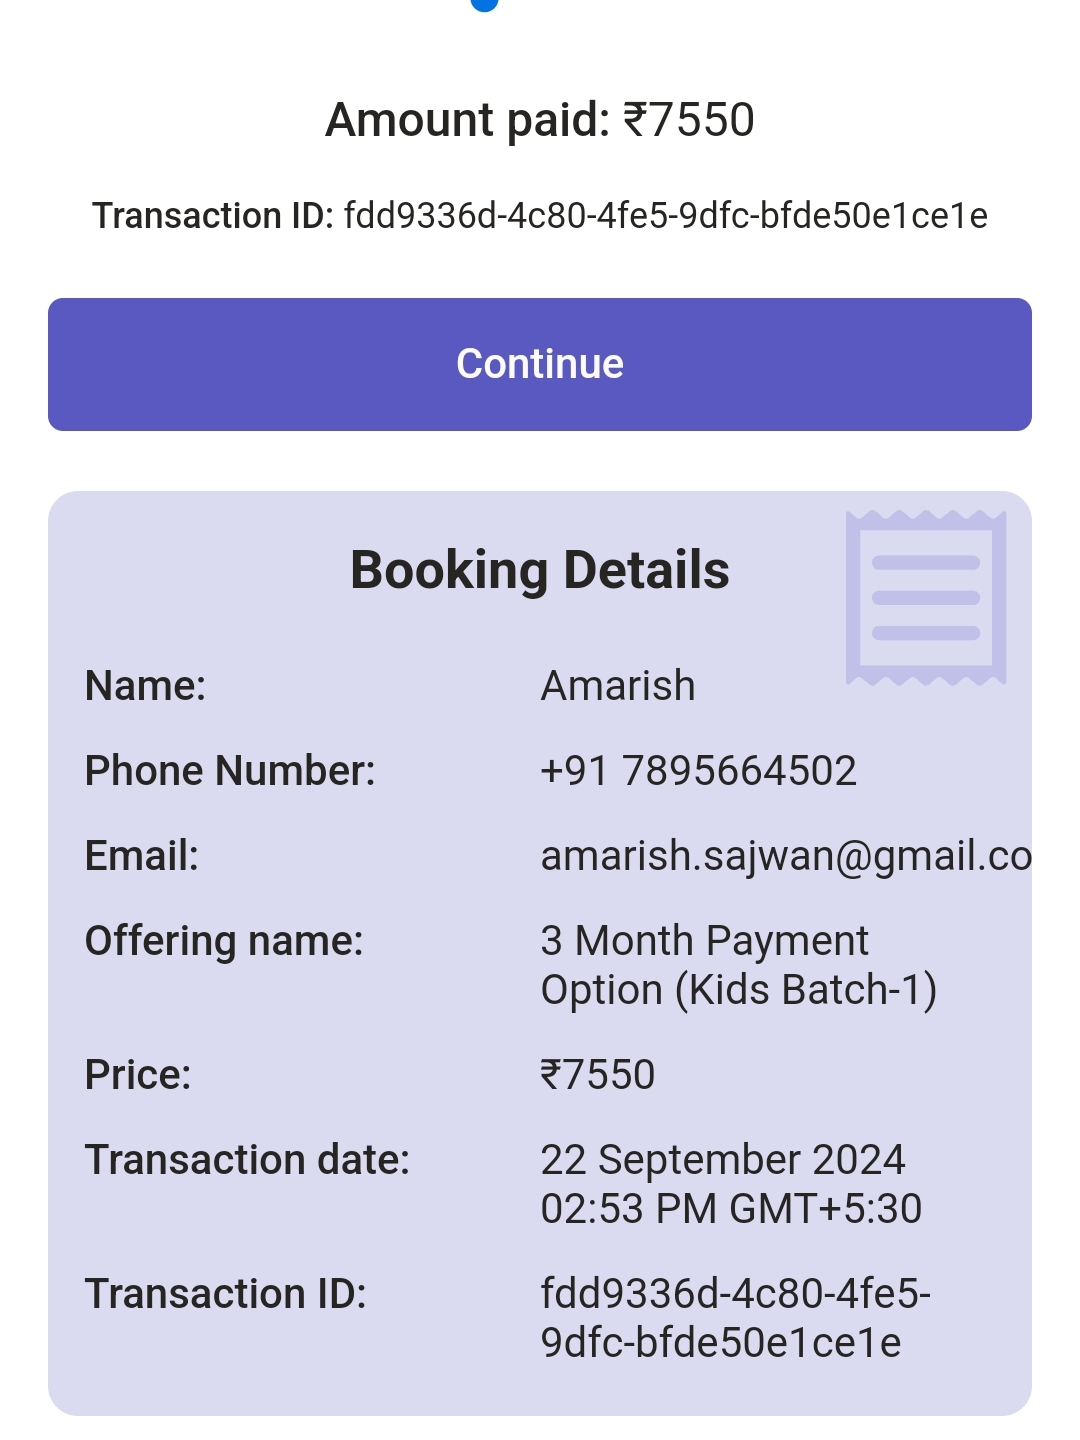 Amount paid: ₹7550
Transaction ID: fdd9336d-4c80-4fe5-9dfc-bfde50e1ce1e
Continue
Booking Details
Name: Amarish
Phone Number: +91 7895664502
Email: amarish.sajwan@gmail.co
Offering name: 3 Month Payment
Option (Kids Batch-1)
Price: ₹7550
Transaction date: 22 September 2024
02:53 PM GMT+5:30
Transaction ID: fdd9336d-4c80-4fe5-
9dfc-bfde50e1ce1e